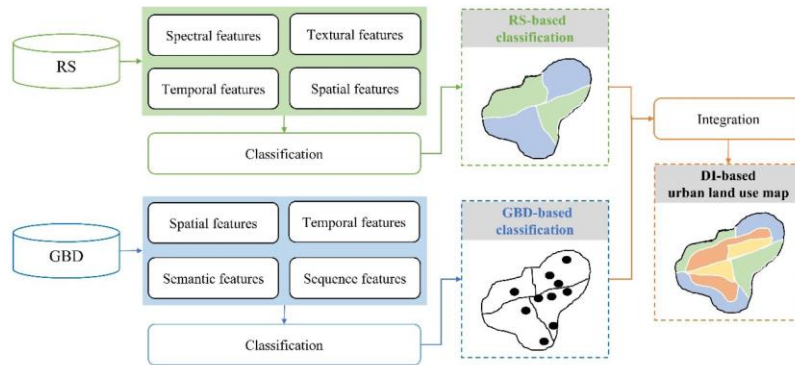 RS
Spectral features
Textural features
Temporal features
Spatial features
Classification
RS-based
classification
GBD
Spatial features
Temporal features
Semantic features
Sequence features
Classification
GBD-based
classification
Integration
DI-based
urban land use map